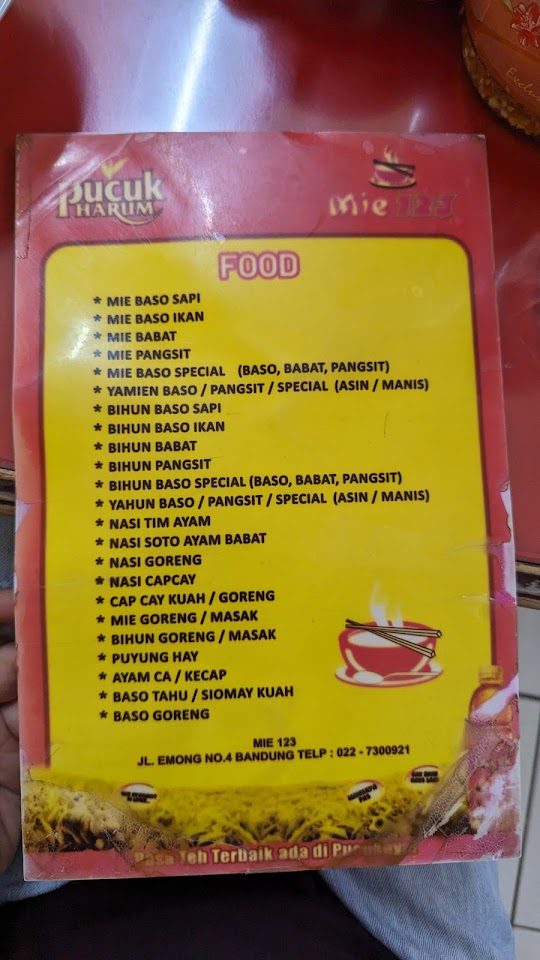 Pucuk
HARUM
Mie 123
FOOD
* MIE BASO SAPI
* MIE BASO IKAN
* MIE BABAT
* MIE PANGSIT
* MIE BASO SPECIAL (BASO, BABAT, PANGSIT)
* YAMIEN BASO / PANGSIT / SPECIAL (ASIN / MANIS)
* BIHUN BASO SAPI
* BIHUN BASO IKAN
* BIHUN BABAT
* BIHUN PANGSIT
* BIHUN BASO SPECIAL (BASO, BABAT, PANGSIT)
* YAHUN BASO / PANGSIT / SPECIAL (ASIN / MANIS)
* NASI TIM AYAM
* NASI SOTO AYAM BABAT
* NASI GORENG
* NASI CAPCAY
* CAP CAY KUAH / GORENG
* MIE GORENG / MASAK
* BIHUN GORENG / MASAK
* PUYUNG HAY
* AYAM CA / KECAP
* BASO TAHU / SIOMAY KUAH
* BASO GORENG
MIE 123
JL. EMONG NO.4 BANDUNG TELP : 022 - 7300921
Rasa Teh Terbaik ada di Pucuknya